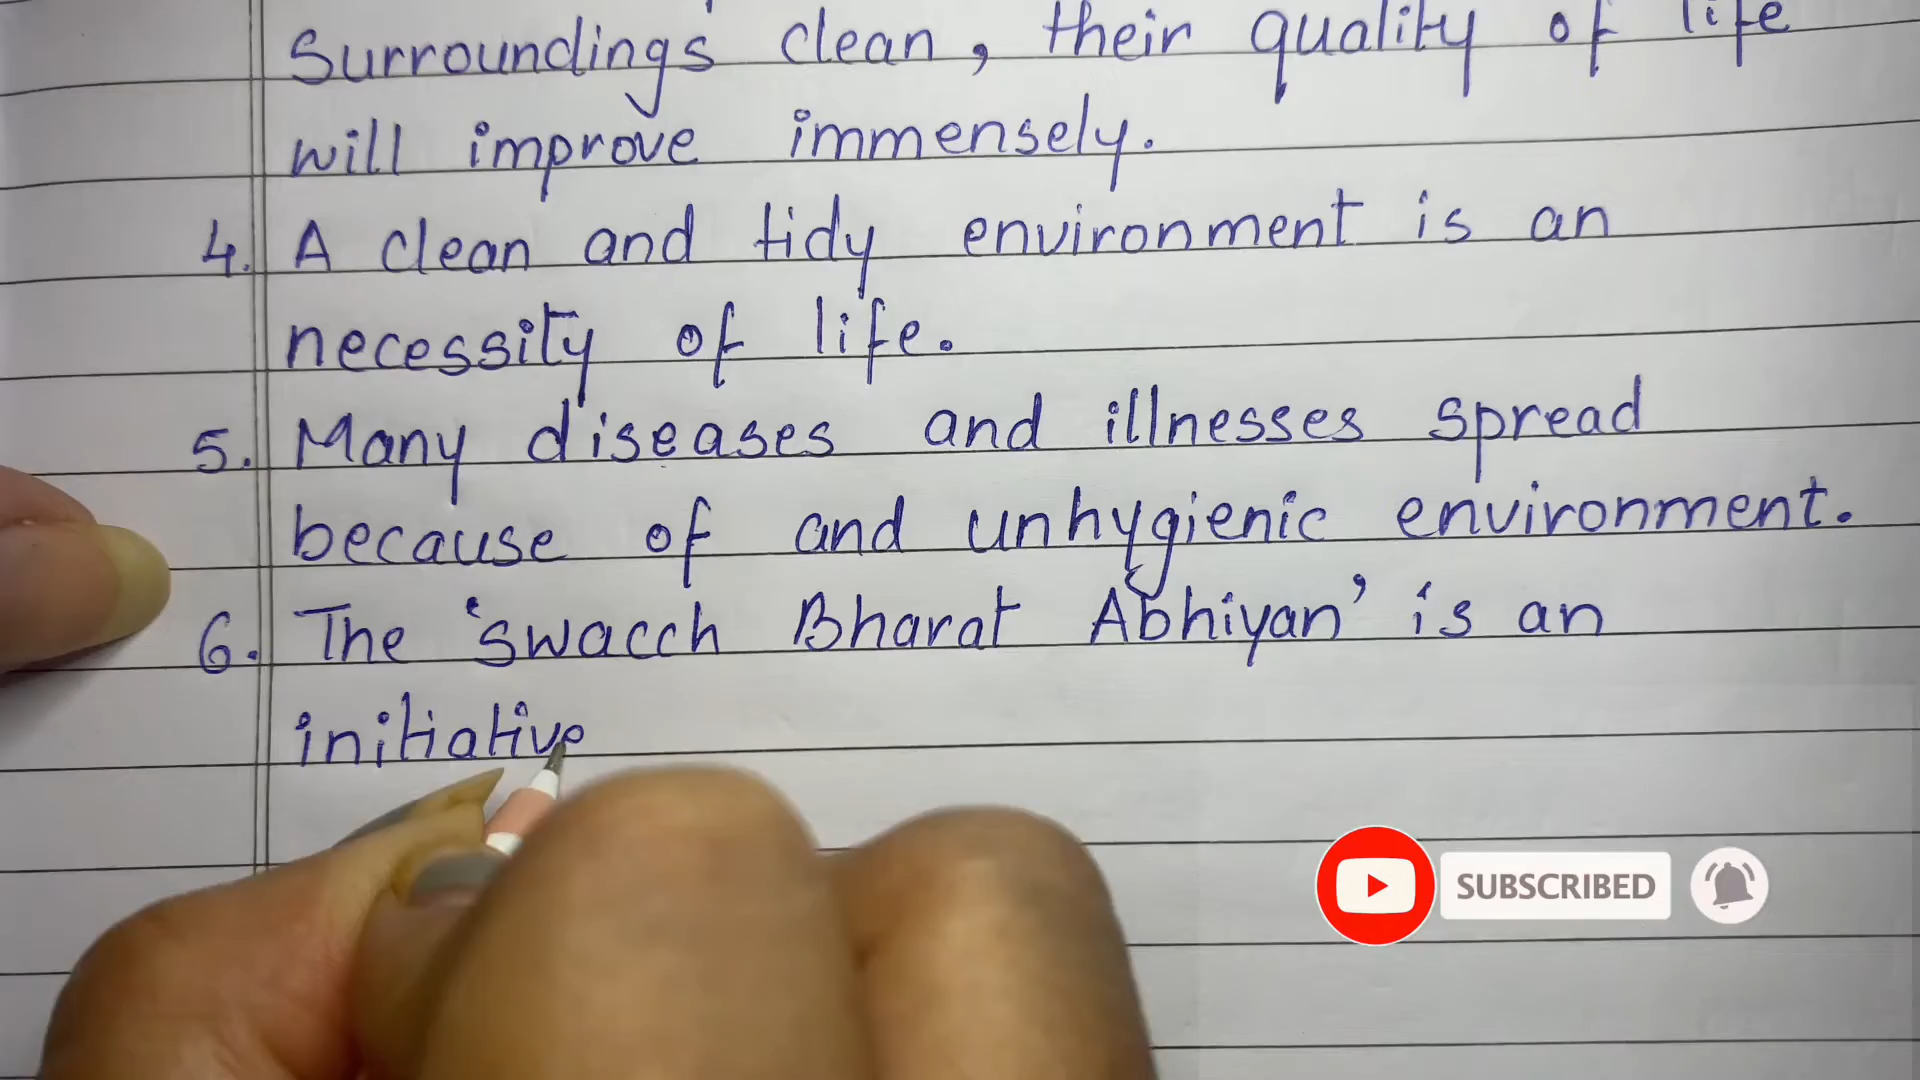 Surroundings clean, their quality of life
will improve immensely.
4. A clean and tidy environment is an
necessity of life.
5. Many diseases and illnesses spread
because of and unhygienic environment.
6. The 'swacch Bharat Abhiyan' is an
initiative
SUBSCRIBED